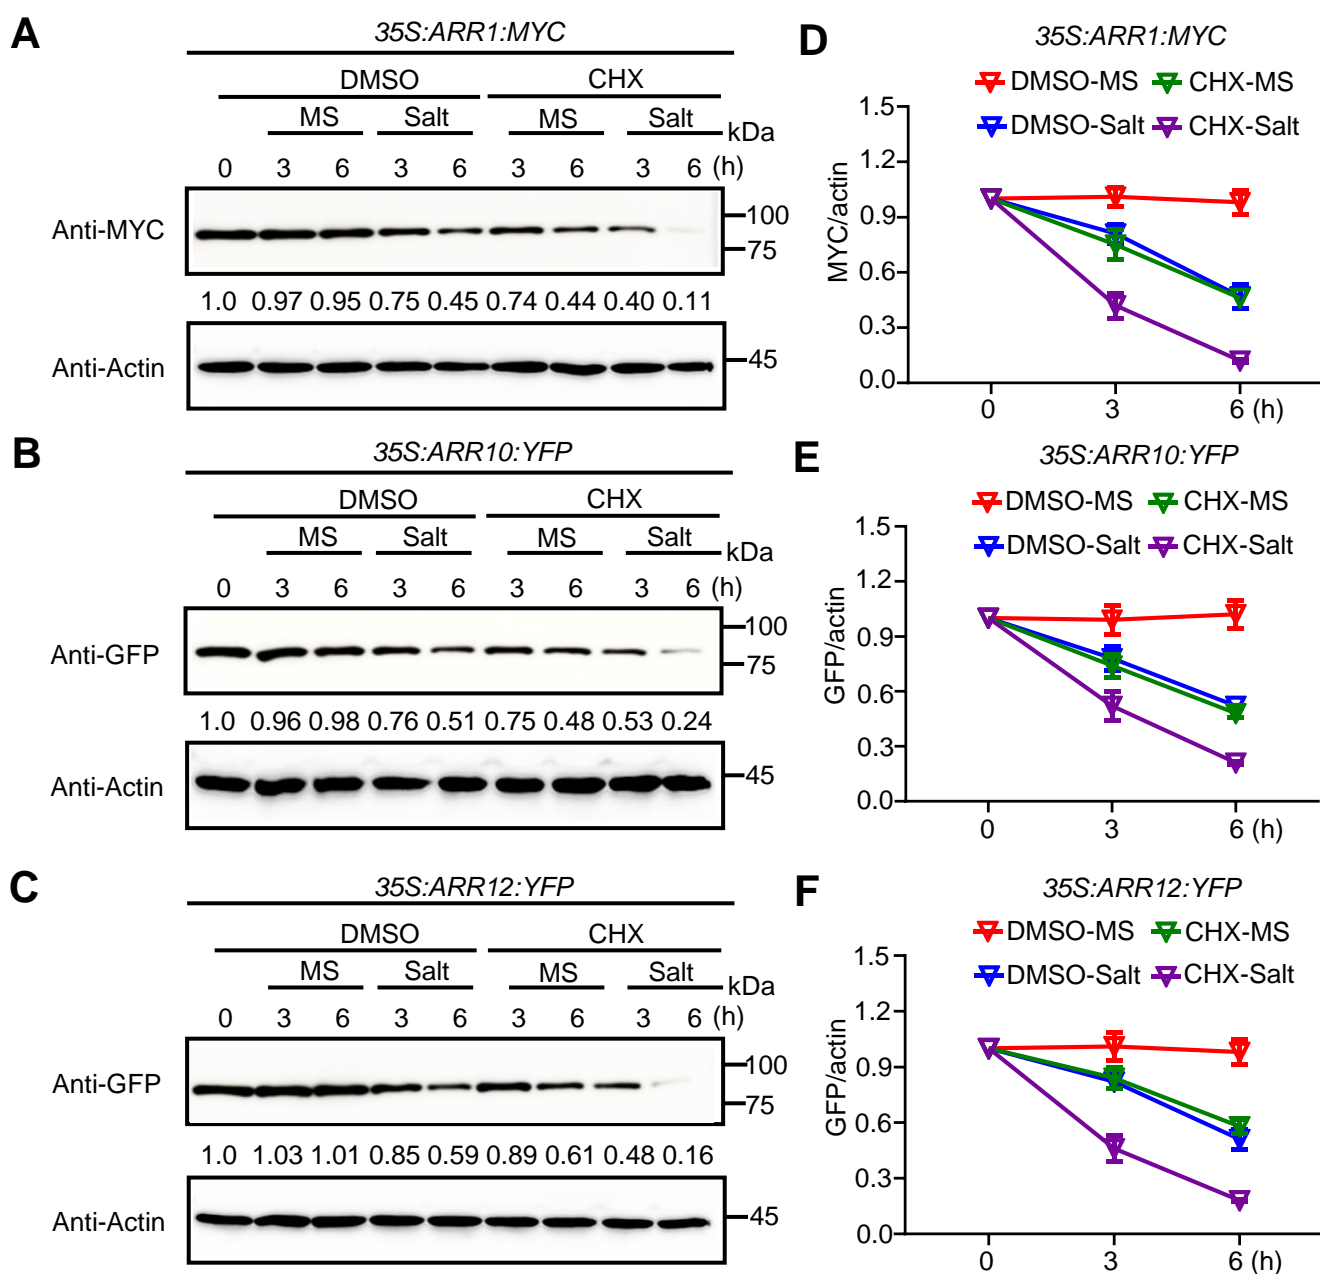 A
35S:ARR1:MYC
DMSO CHX
MS Salt MS Salt
kDa
0 3 6 3 6 3 6 3 6 (h)
Anti-MYC
100
75
1.0 0.97 0.95 0.75 0.45 0.74 0.44 0.40 0.11
Anti-Actin
45
D
35S:ARR1:MYC
DMSO-MS CHX-MS
DMSO-Salt CHX-Salt
MYC/actin
1.5
1.2
0.9
0.6
0.3
0.0
0 3 6 (h)
B
35S:ARR10:YFP
DMSO CHX
MS Salt MS Salt
kDa
0 3 6 3 6 3 6 3 6 (h)
Anti-GFP
100
75
1.0 0.96 0.98 0.76 0.51 0.75 0.48 0.53 0.24
Anti-Actin
45
E
35S:ARR10:YFP
DMSO-MS CHX-MS
DMSO-Salt CHX-Salt
GFP/actin
1.5
1.2
0.9
0.6
0.3
0.0
0 3 6 (h)
C
35S:ARR12:YFP
DMSO CHX
MS Salt MS Salt
kDa
0 3 6 3 6 3 6 3 6 (h)
Anti-GFP
100
75
1.0 1.03 1.01 0.85 0.59 0.89 0.61 0.48 0.16
Anti-Actin
45
F
35S:ARR12:YFP
DMSO-MS CHX-MS
DMSO-Salt CHX-Salt
GFP/actin
1.5
1.2
0.9
0.6
0.3
0.0
0 3 6 (h)